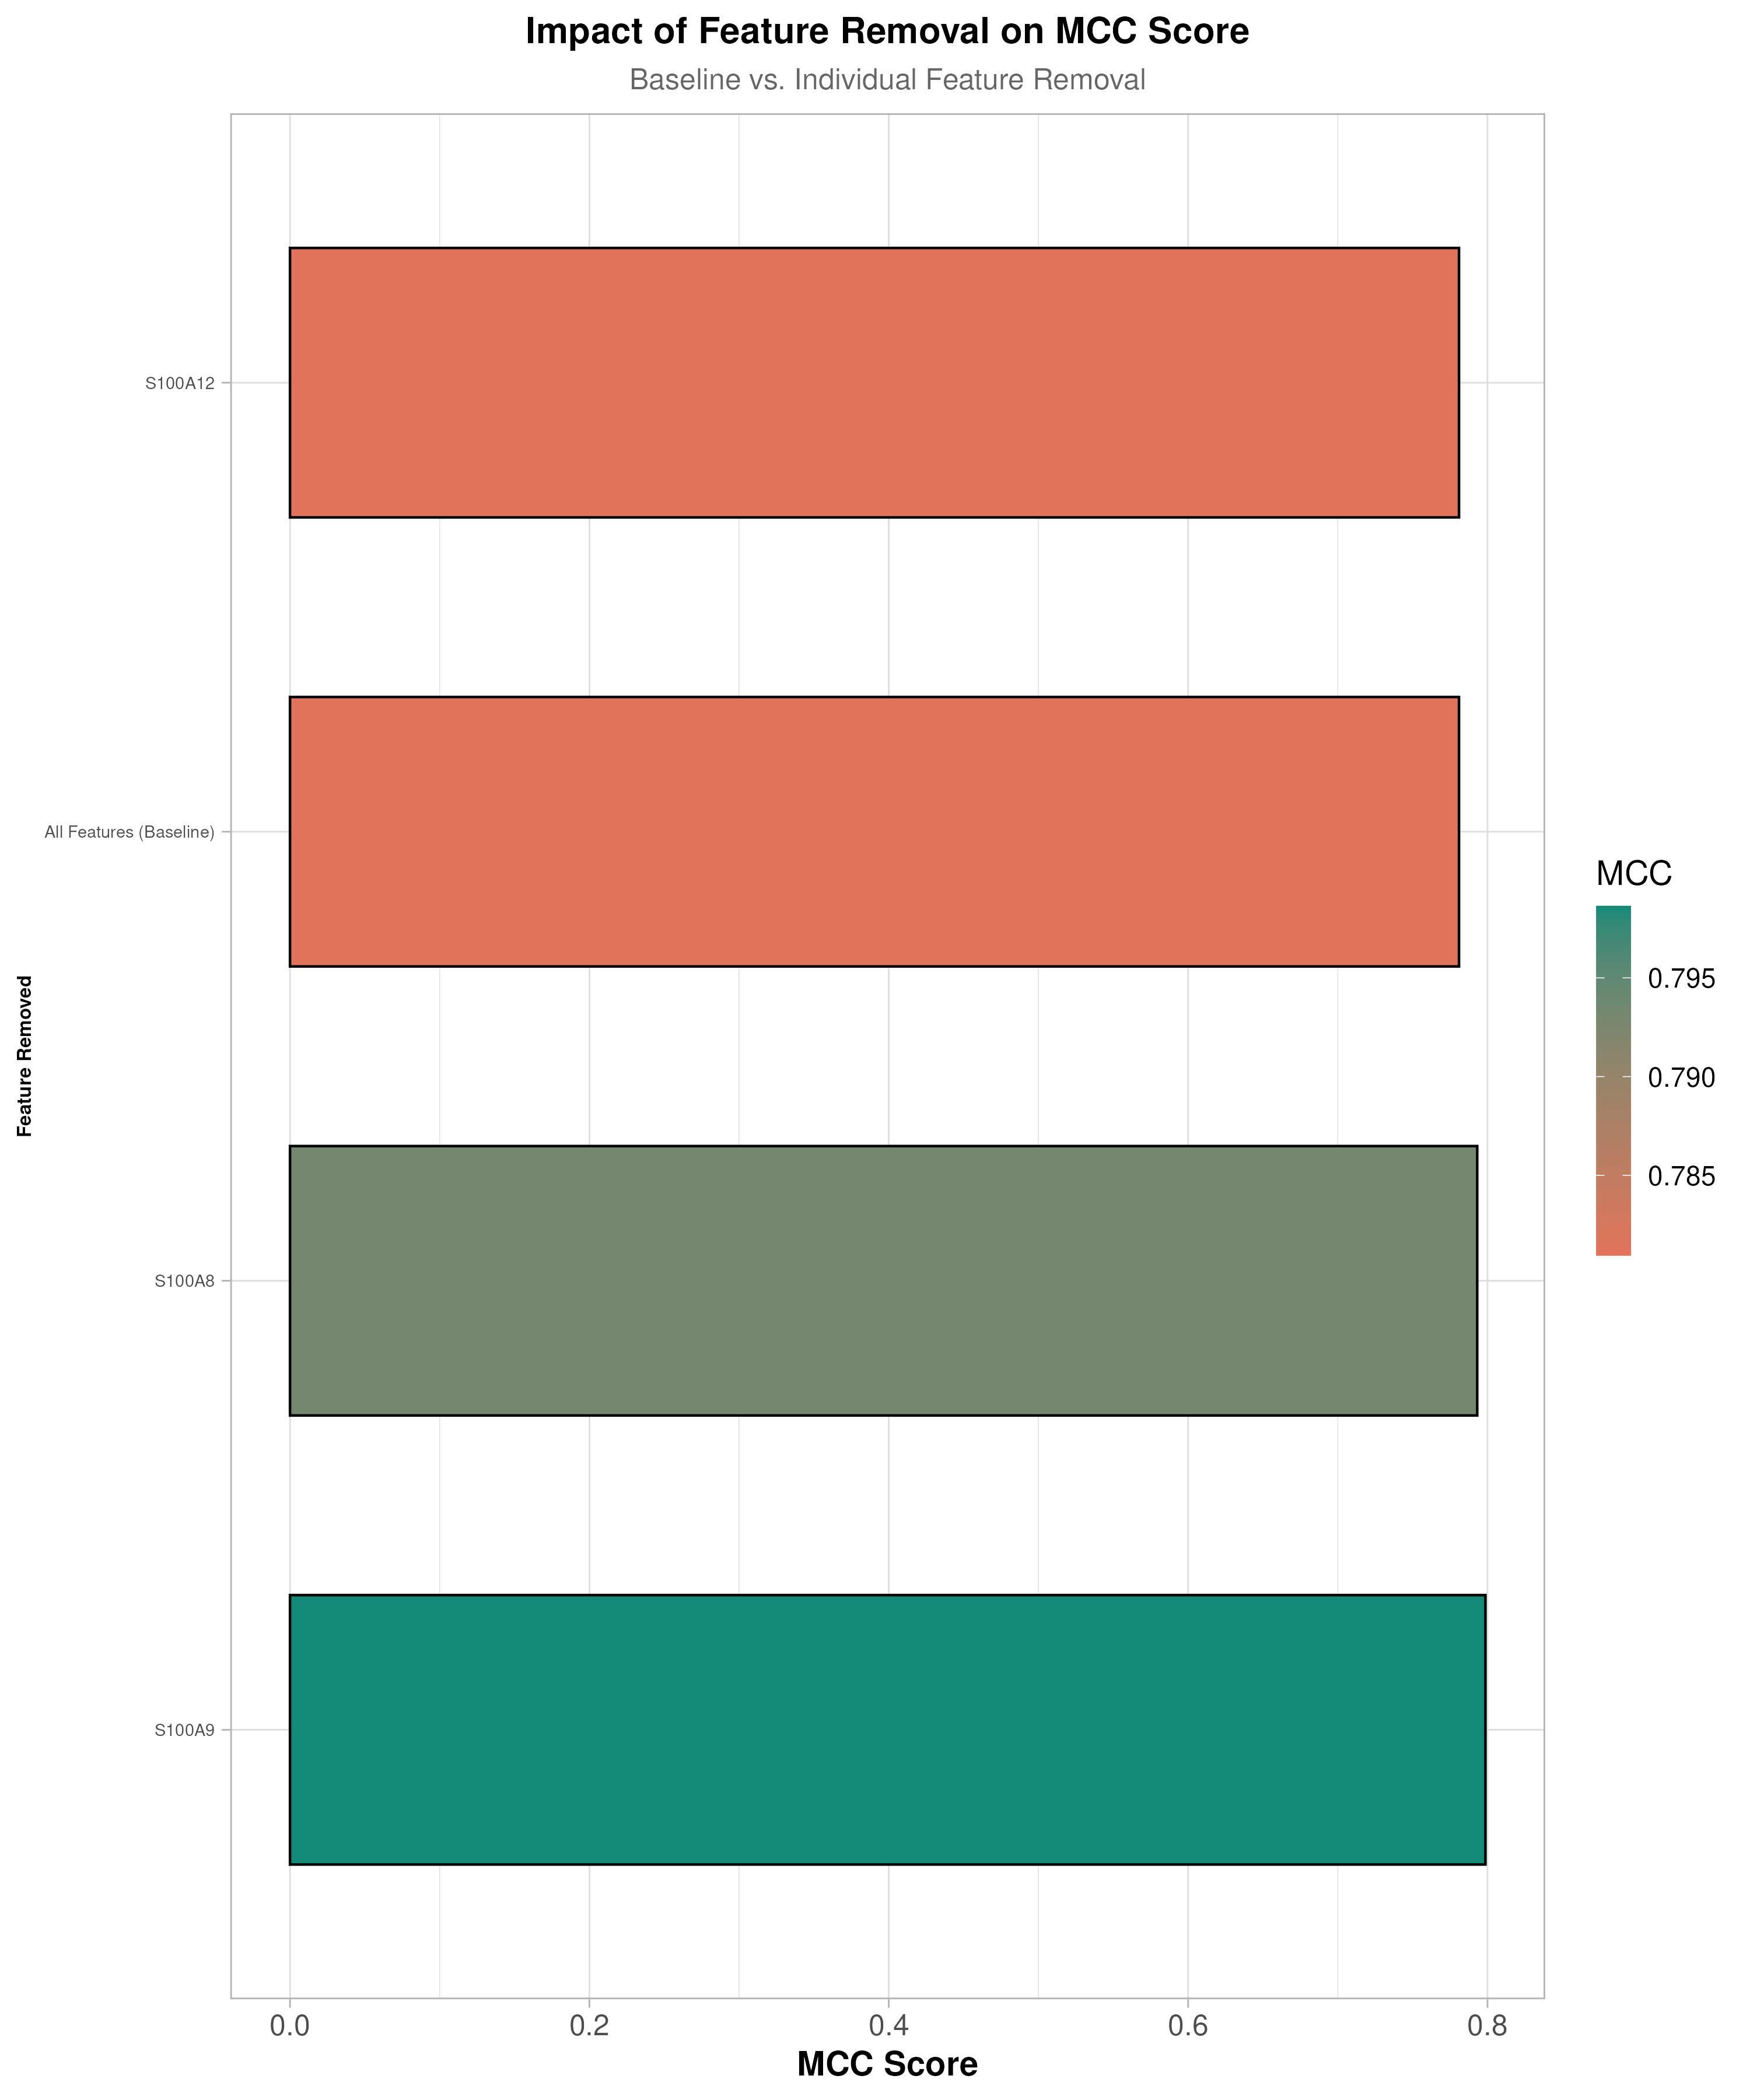 Impact of Feature Removal on MCC Score
Baseline vs. Individual Feature Removal
Feature Removed
S100A12
All Features (Baseline)
S100A8
S100A9
0.0 0.2 0.4 0.6 0.8
MCC Score
MCC
0.795
0.790
0.785